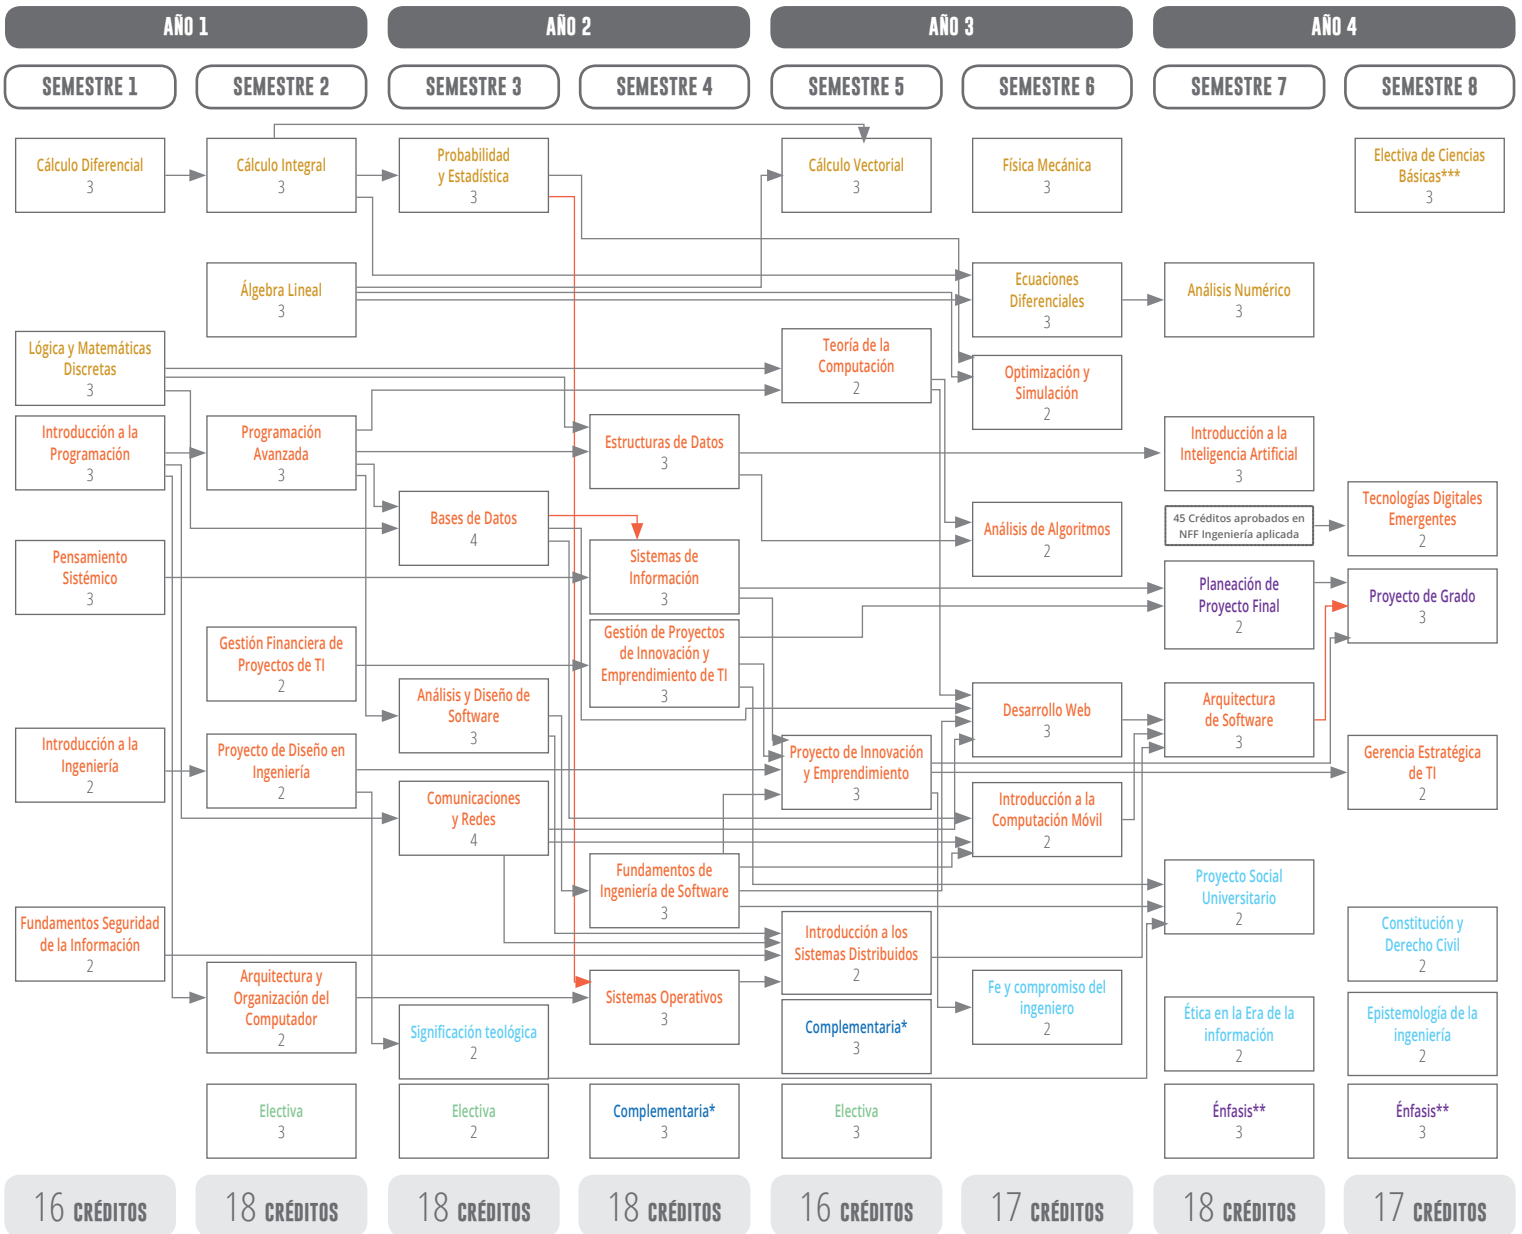 AÑO 1
AÑO 2
AÑO 3
AÑO 4
SEMESTRE 1
SEMESTRE 2
SEMESTRE 3
SEMESTRE 4
SEMESTRE 5
SEMESTRE 6
SEMESTRE 7
SEMESTRE 8
Cálculo Diferencial
3
Lógica y Matemáticas
Discretas
3
Introducción a la
Programación
3
Pensamiento
Sistémico
3
Introducción a la
Ingeniería
2
Fundamentos Seguridad
de la Información
2
Cálculo Integral
3
Álgebra Lineal
3
Programación
Avanzada
3
Gestión Financiera de
Proyectos de TI
2
Proyecto de Diseño en
Ingeniería
2
Arquitectura y
Organización del
Computador
2
Electiva
3
Probabilidad
y Estadística
3
Bases de Datos
4
Análisis y Diseño de
Software
3
Comunicaciones
y Redes
4
Significación teológica
2
Electiva
2
Estructuras de Datos
3
Sistemas de
Información
3
Gestión de Proyectos
de Innovación y
Emprendimiento de TI
3
Fundamentos de
Ingeniería de Software
3
Sistemas Operativos
3
Complementaria*
3
Cálculo Vectorial
3
Teoría de la
Computación
2
Proyecto de Innovación
y Emprendimiento
3
Introducción a los
Sistemas Distribuidos
2
Complementaria*
3
Electiva
3
Física Mecánica
3
Ecuaciones
Diferenciales
3
Optimización y
Simulación
2
Análisis de Algoritmos
2
Desarrollo Web
3
Introducción a la
Computación Móvil
2
Fe y compromiso del
ingeniero
2
Análisis Numérico
3
Introducción a la
Inteligencia Artificial
3
45 Créditos aprobados en
NFF Ingeniería aplicada
Planeación de
Proyecto Final
2
Arquitectura
de Software
3
Proyecto Social
Universitario
2
Ética en la Era de la
información
2
Énfasis**
3
Electiva de Ciencias
Básicas***
3
Tecnologías Digitales
Emergentes
2
Proyecto de Grado
3
Gerencia Estratégica
de TI
2
Constitución y
Derecho Civil
2
Epistemología de la
ingeniería
2
Énfasis**
3
16 CRÉDITOS
18 CRÉDITOS
18 CRÉDITOS
18 CRÉDITOS
16 CRÉDITOS
17 CRÉDITOS
18 CRÉDITOS
17 CRÉDITOS